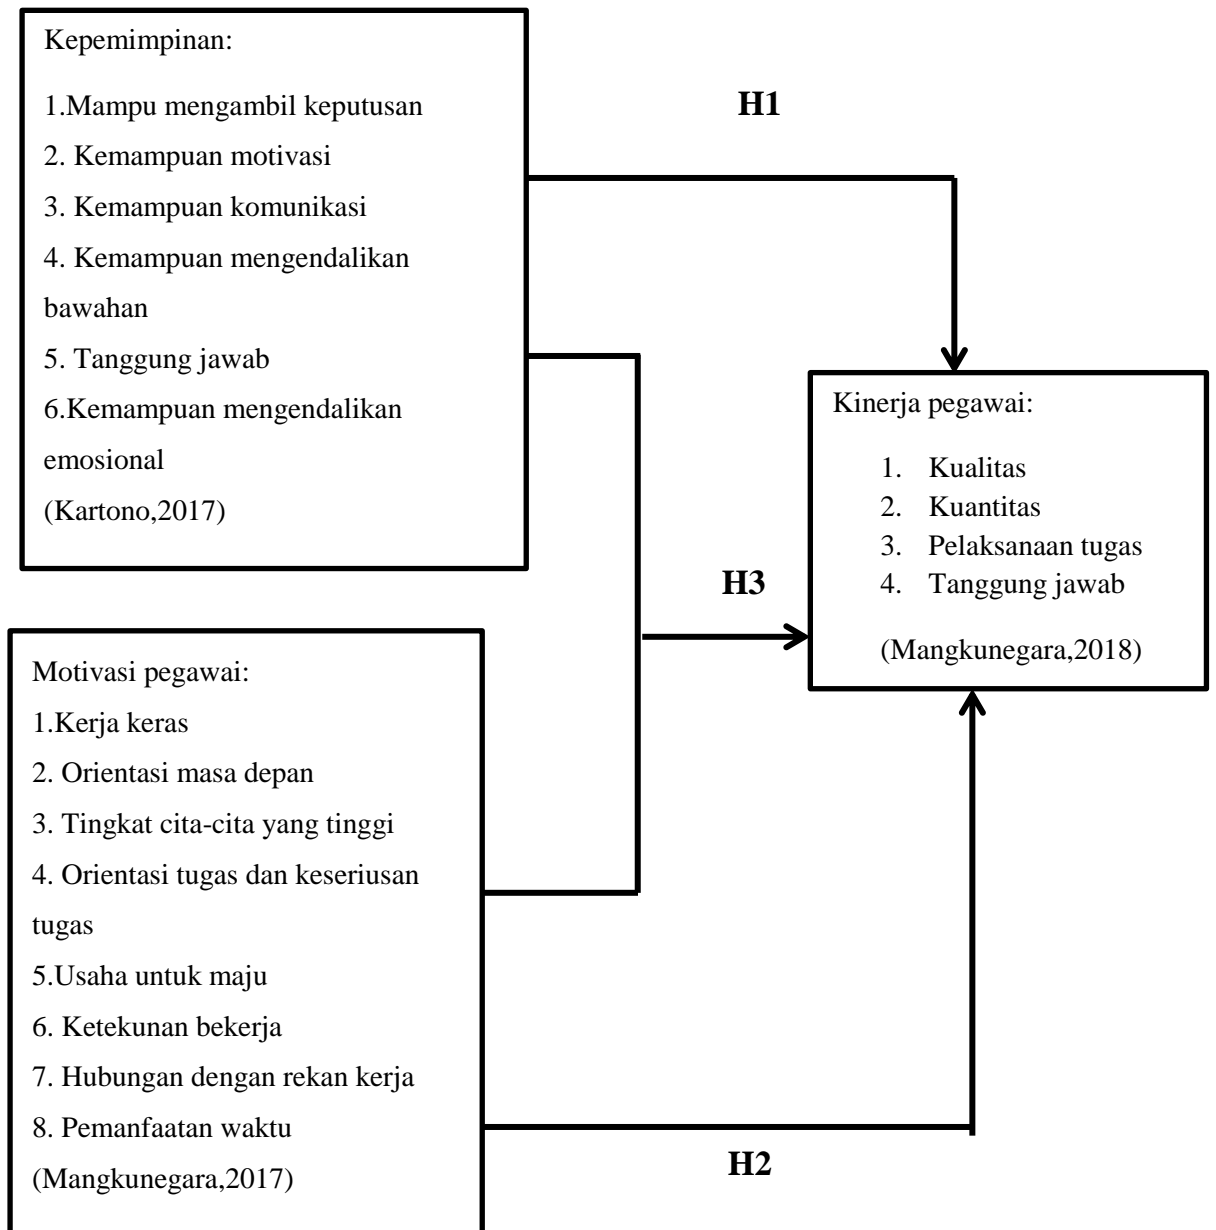 Kepemimpinan:
1.Mampu mengambil keputusan
2. Kemampuan motivasi
3. Kemampuan komunikasi
4. Kemampuan mengendalikan
bawahan
5. Tanggung jawab
6.Kemampuan mengendalikan
emosional
(Kartono,2017)
H1
Kinerja pegawai:
1. Kualitas
2. Kuantitas
3. Pelaksanaan tugas
4. Tanggung jawab
(Mangkunegara,2018)
H3
Motivasi pegawai:
1.Kerja keras
2. Orientasi masa depan
3. Tingkat cita-cita yang tinggi
4. Orientasi tugas dan keseriusan
tugas
5.Usaha untuk maju
6. Ketekunan bekerja
7. Hubungan dengan rekan kerja
8. Pemanfaatan waktu
(Mangkunegara,2017)
H2